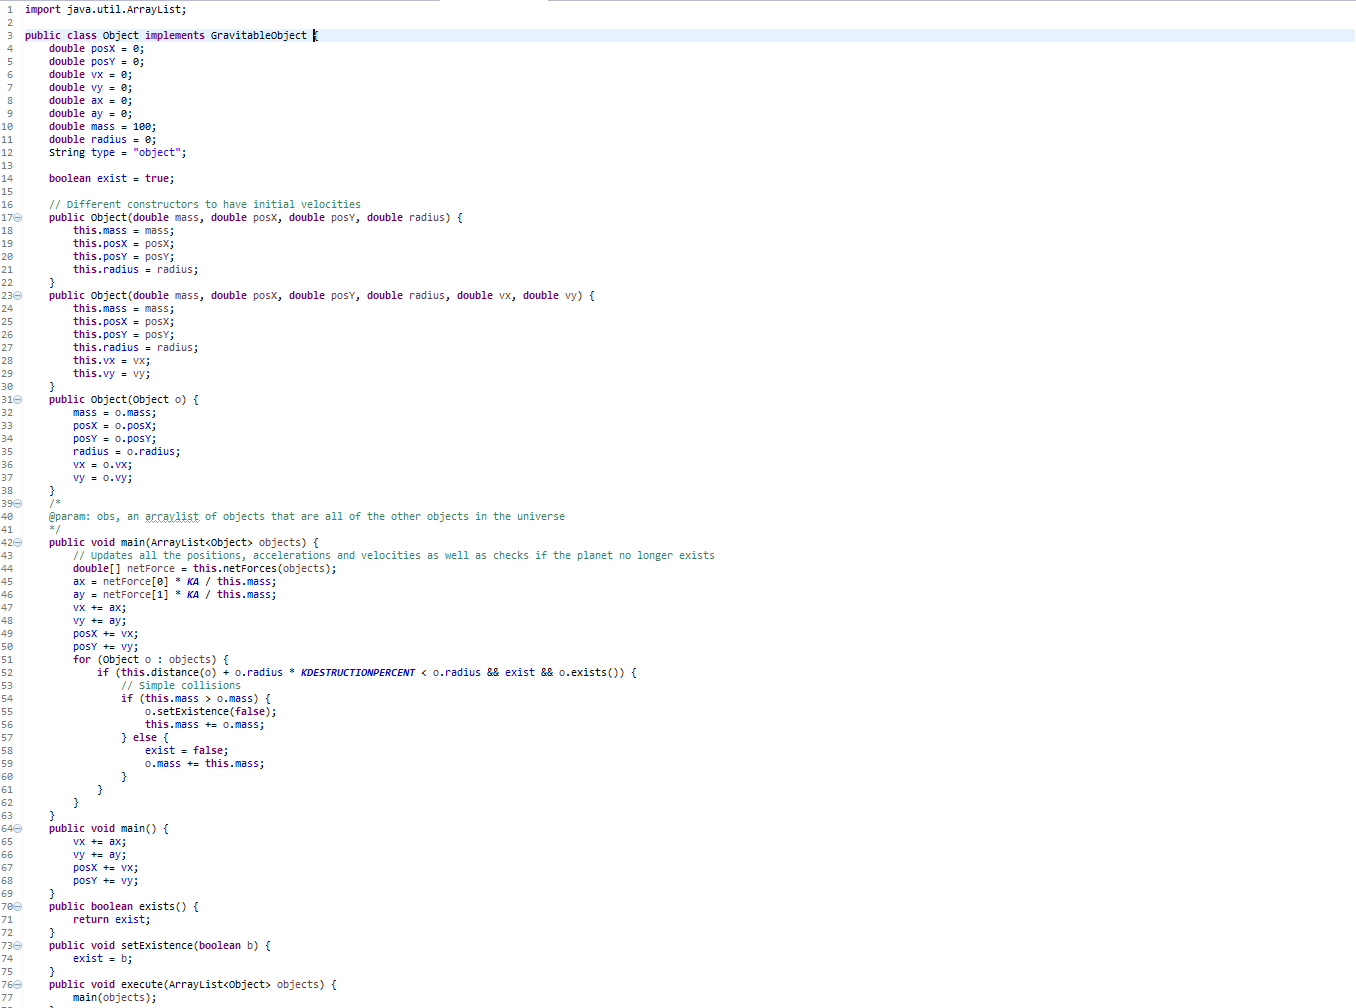 1 import java.util.ArrayList;
2
3 public class Object implements GravitableObject {
4     double posX = 0;
5     double posY = 0;
6     double vx = 0;
7     double vy = 0;
8     double ax = 0;
9     double ay = 0;
10     double mass = 100;
11     double radius = 0;
12     String type = "object";
13
14     boolean exist = true;
15
16     // Different constructors to have initial velocities
17     public Object(double mass, double posX, double posY, double radius) {
18         this.mass = mass;
19         this.posX = posX;
20         this.posY = posY;
21         this.radius = radius;
22     }
23     public Object(double mass, double posX, double posY, double radius, double vx, double vy) {
24         this.mass = mass;
25         this.posX = posX;
26         this.posY = posY;
27         this.radius = radius;
28         this.vx = vx;
29         this.vy = vy;
30     }
31     public Object(Object o) {
32         mass = o.mass;
33         posX = o.posX;
34         posY = o.posY;
35         radius = o.radius;
36         vx = o.vx;
37         vy = o.vy;
38     }
39     /*
40     @param: obs, an arraylist of objects that are all of the other objects in the universe
41     */
42     public void main(ArrayList<Object> objects) {
43         // Updates all the positions, accelerations and velocities as well as checks if the planet no longer exists
44         double[] netForce = this.netForces(objects);
45         ax = netForce[0] * KA / this.mass;
46         ay = netForce[1] * KA / this.mass;
47         vx += ax;
48         vy += ay;
49         posX += vx;
50         posY += vy;
51         for (Object o : objects) {
52             if (this.distance(o) + o.radius * KDESTRUCTIONPERCENT < o.radius && exist && o.exists()) {
53                 // Simple collisions
54                 if (this.mass > o.mass) {
55                     o.setExistence(false);
56                     this.mass += o.mass;
57                 } else {
58                     exist = false;
59                     o.mass += this.mass;
60                 }
61             }
62         }
63     }
64     public void main() {
65         vx += ax;
66         vy += ay;
67         posX += vx;
68         posY += vy;
69     }
70     public boolean exists() {
71         return exist;
72     }
73     public void setExistence(boolean b) {
74         exist = b;
75     }
76     public void execute(ArrayList<Object> objects) {
77         main(objects);